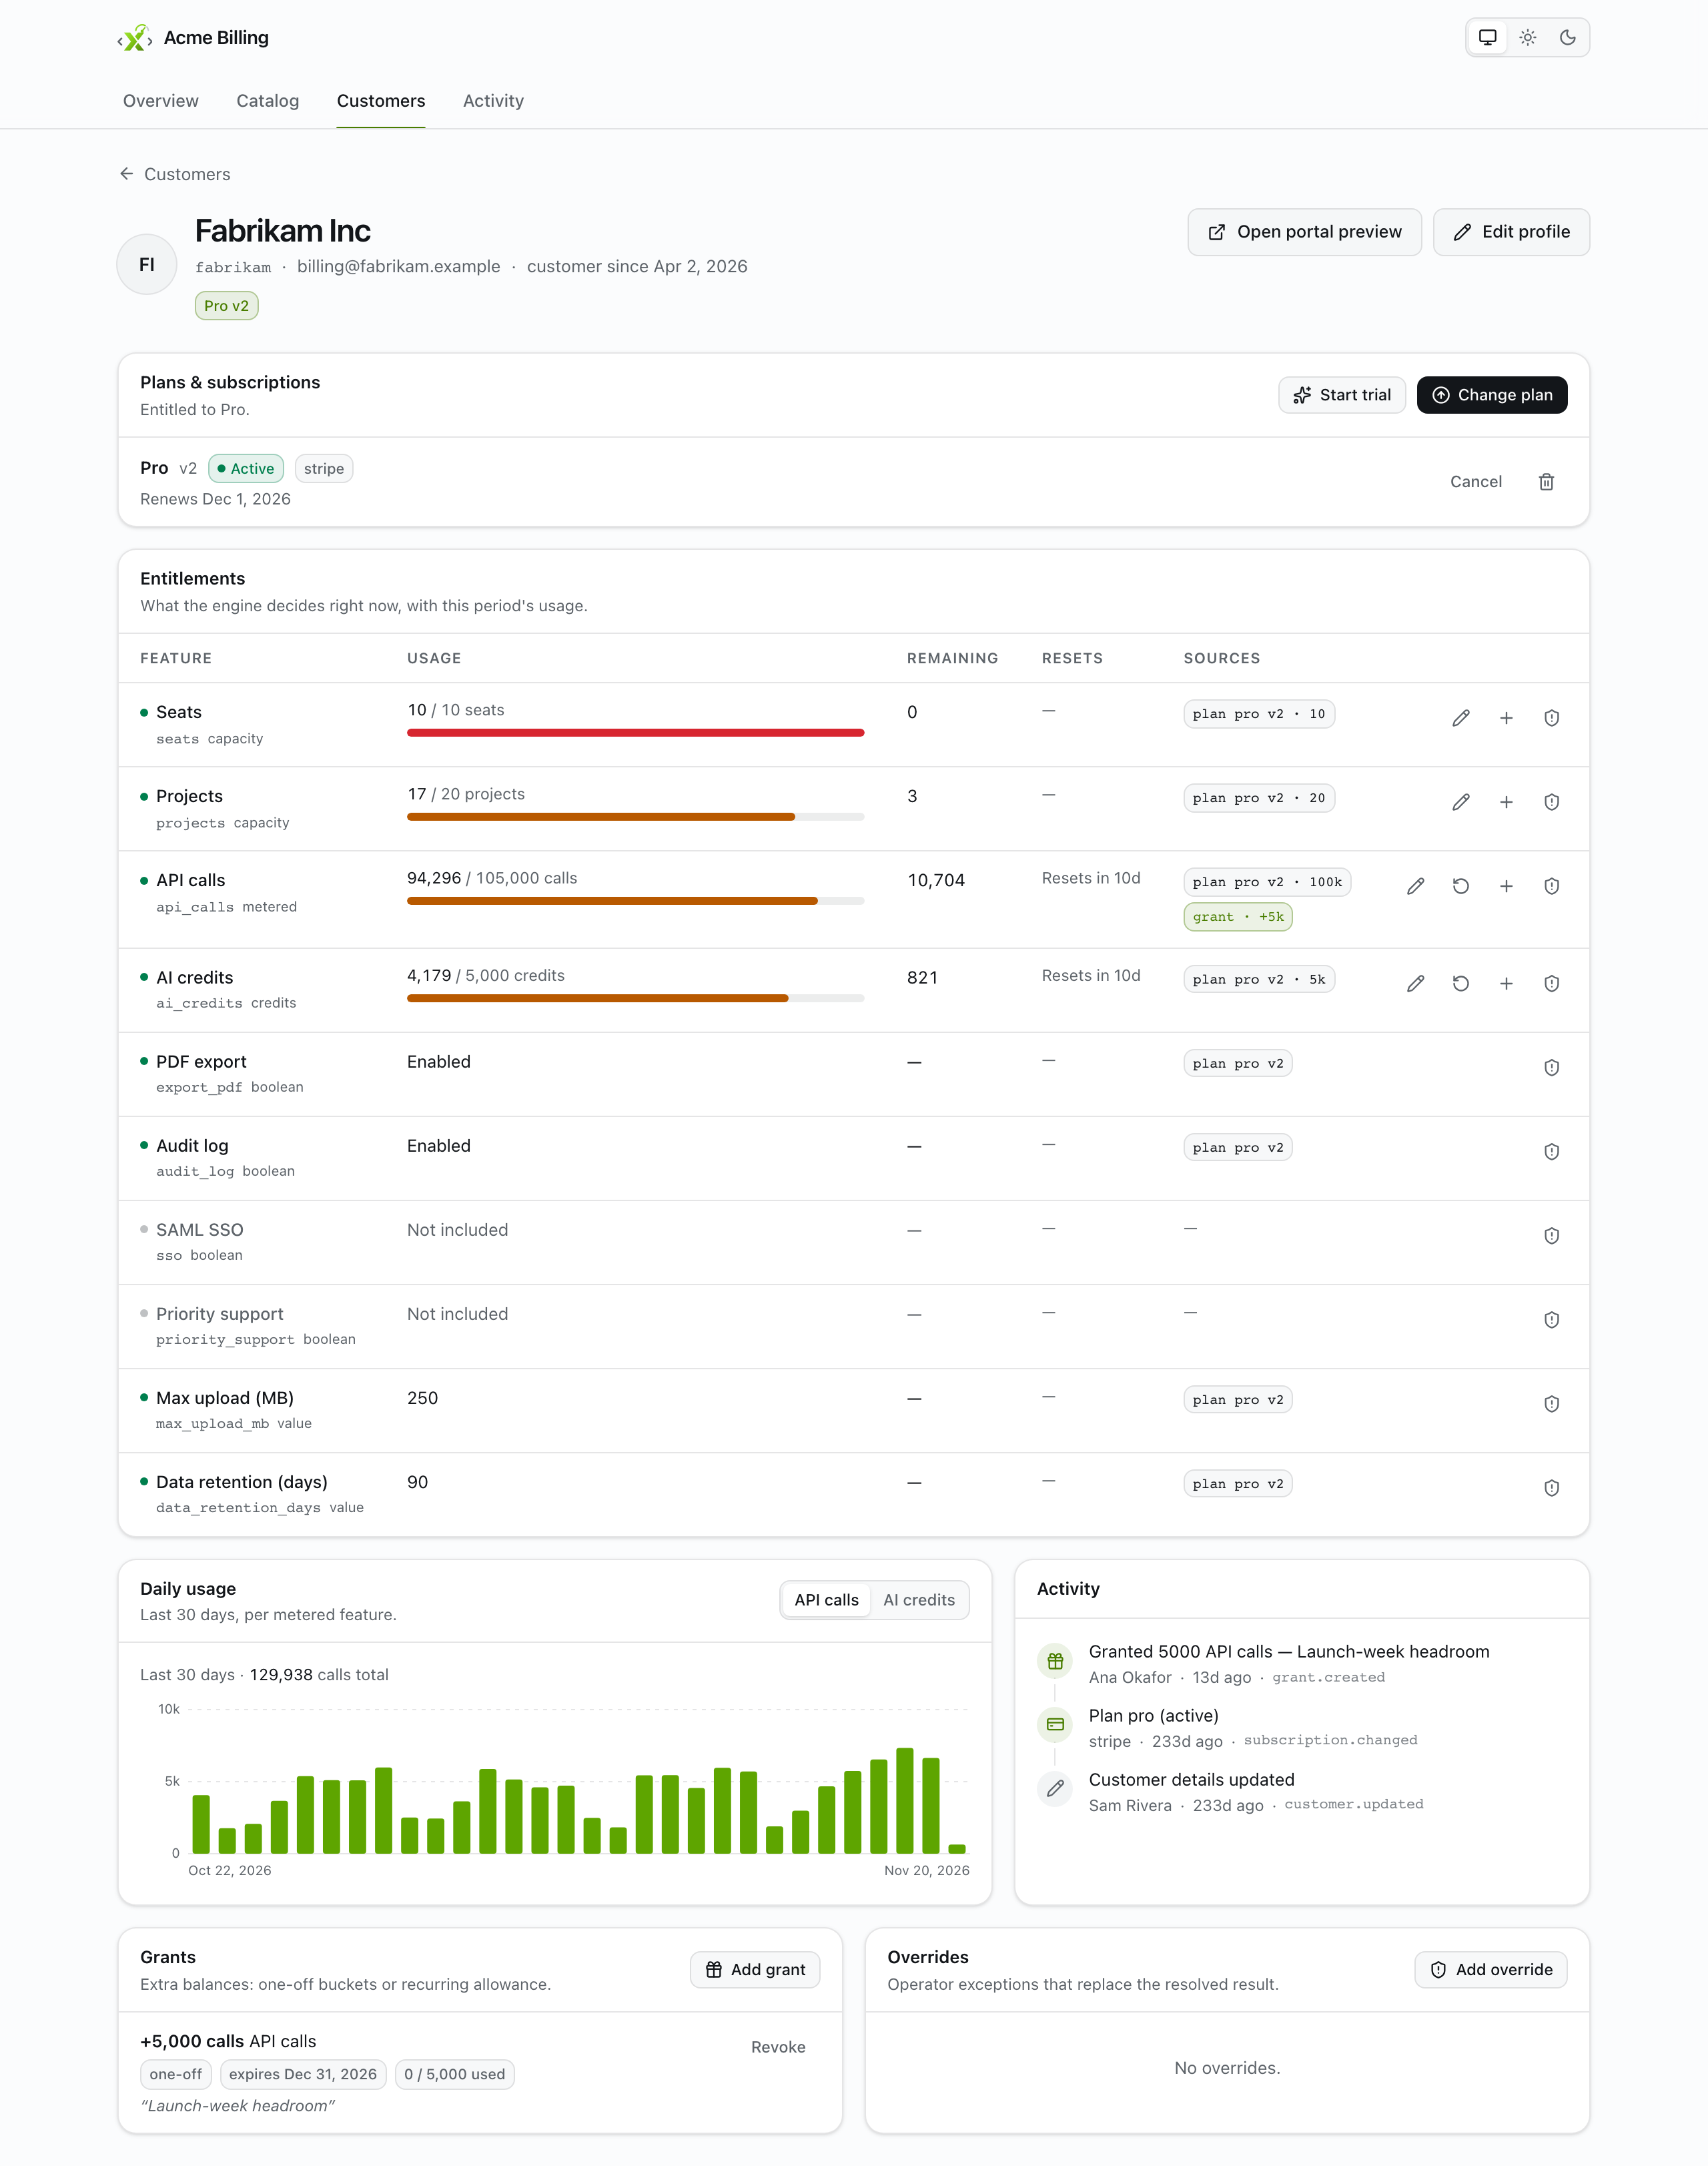 Acme Billing
Overview Catalog Customers Activity
Customers
FI
Fabrikam Inc
fabrikam · billing@fabrikam.example · customer since Apr 2, 2026
Pro v2
Open portal preview
Edit profile
Plans & subscriptions
Entitled to Pro.
Start trial
Change plan
Pro v2 Active stripe
Renews Dec 1, 2026
Cancel
Entitlements
What the engine decides right now, with this period's usage.
FEATURE USAGE REMAINING RESETS SOURCES
Seats 10 / 10 seats 0 — plan pro v2 · 10
seats capacity
Projects 17 / 20 projects 3 — plan pro v2 · 20
projects capacity
API calls 94,296 / 105,000 calls 10,704 Resets in 10d plan pro v2 · 100k
api_calls metered grant · +5k
AI credits 4,179 / 5,000 credits 821 Resets in 10d plan pro v2 · 5k
ai_credits credits
PDF export Enabled — — plan pro v2
export_pdf boolean
Audit log Enabled — — plan pro v2
audit_log boolean
SAML SSO Not included — — —
sso boolean
Priority support Not included — — —
priority_support boolean
Max upload (MB) 250 — — plan pro v2
max_upload_mb value
Data retention (days) 90 — — plan pro v2
data_retention_days value
Daily usage
Last 30 days, per metered feature.
API calls AI credits
Last 30 days · 129,938 calls total
10k
5k
0
Oct 22, 2026 Nov 20, 2026
Activity
Granted 5000 API calls — Launch-week headroom
Ana Okafor · 13d ago · grant.created
Plan pro (active)
stripe · 233d ago · subscription.changed
Customer details updated
Sam Rivera · 233d ago · customer.updated
Grants
Extra balances: one-off buckets or recurring allowance.
Add grant
+5,000 calls API calls
one-off expires Dec 31, 2026 0 / 5,000 used
“Launch-week headroom”
Revoke
Overrides
Operator exceptions that replace the resolved result.
Add override
No overrides.